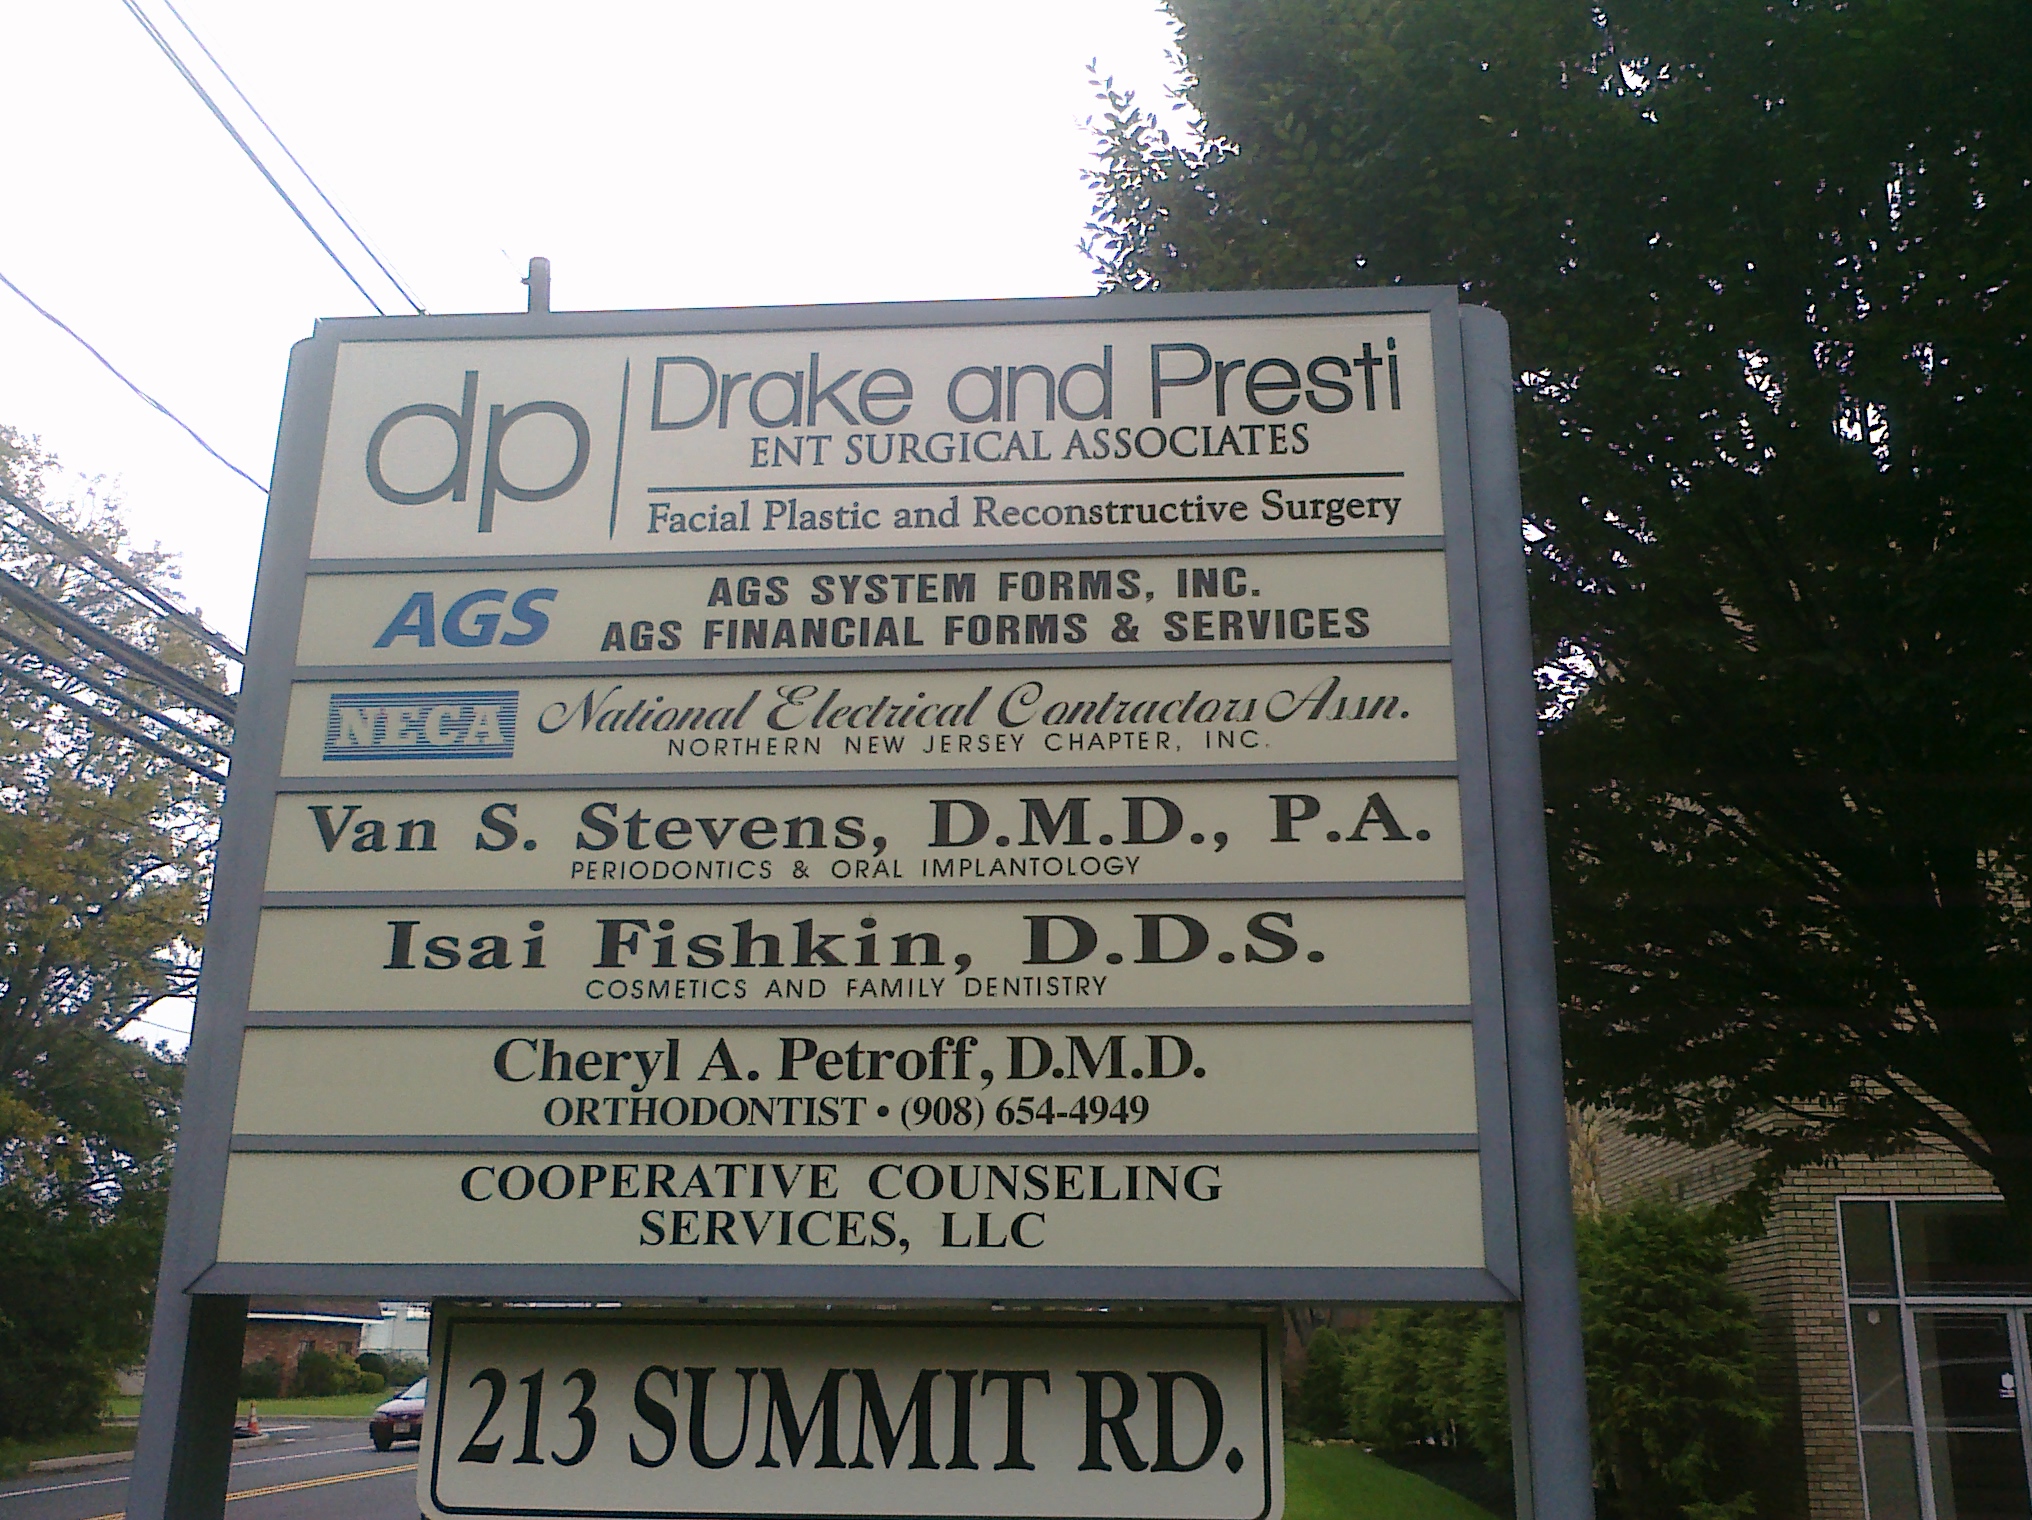 dp
Drake and Presti
ENT SURGICAL ASSOCIATES
Facial Plastic and Reconstructive Surgery
AGS
AGS SYSTEM FORMS, INC.
AGS FINANCIAL FORMS & SERVICES
NECA
National Electrical Contractors Assn.
NORTHERN NEW JERSEY CHAPTER, INC.
Van S. Stevens, D.M.D., P.A.
PERIODONTICS & ORAL IMPLANTOLOGY
Isai Fishkin, D.D.S.
COSMETICS AND FAMILY DENTISTRY
Cheryl A. Petroff, D.M.D.
ORTHODONTIST • (908) 654-4949
COOPERATIVE COUNSELING
SERVICES, LLC
213 SUMMIT RD.